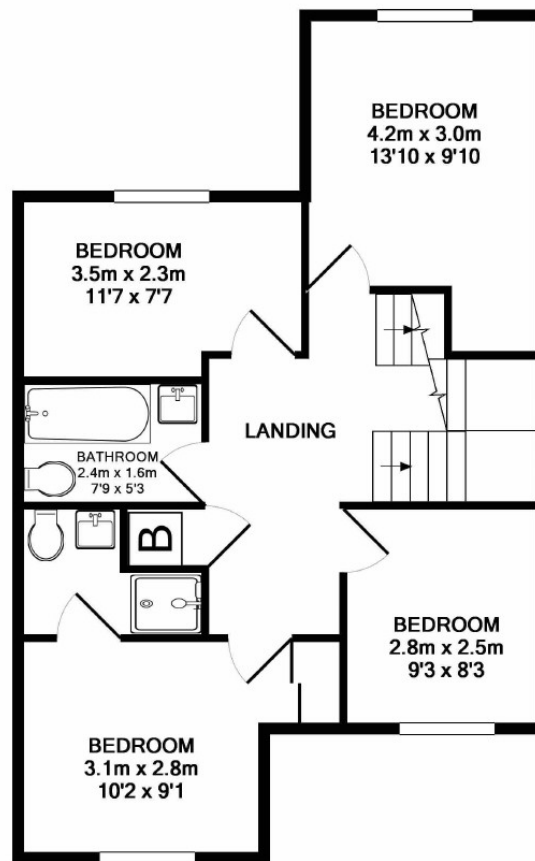 BEDROOM
4.2m x 3.0m
13'10 x 9'10
BEDROOM
3.5m x 2.3m
11'7 x 7'7
LANDING
BATHROOM
2.4m x 1.6m
7'9 x 5'3
B
BEDROOM
2.8m x 2.5m
9'3 x 8'3
BEDROOM
3.1m x 2.8m
10'2 x 9'1